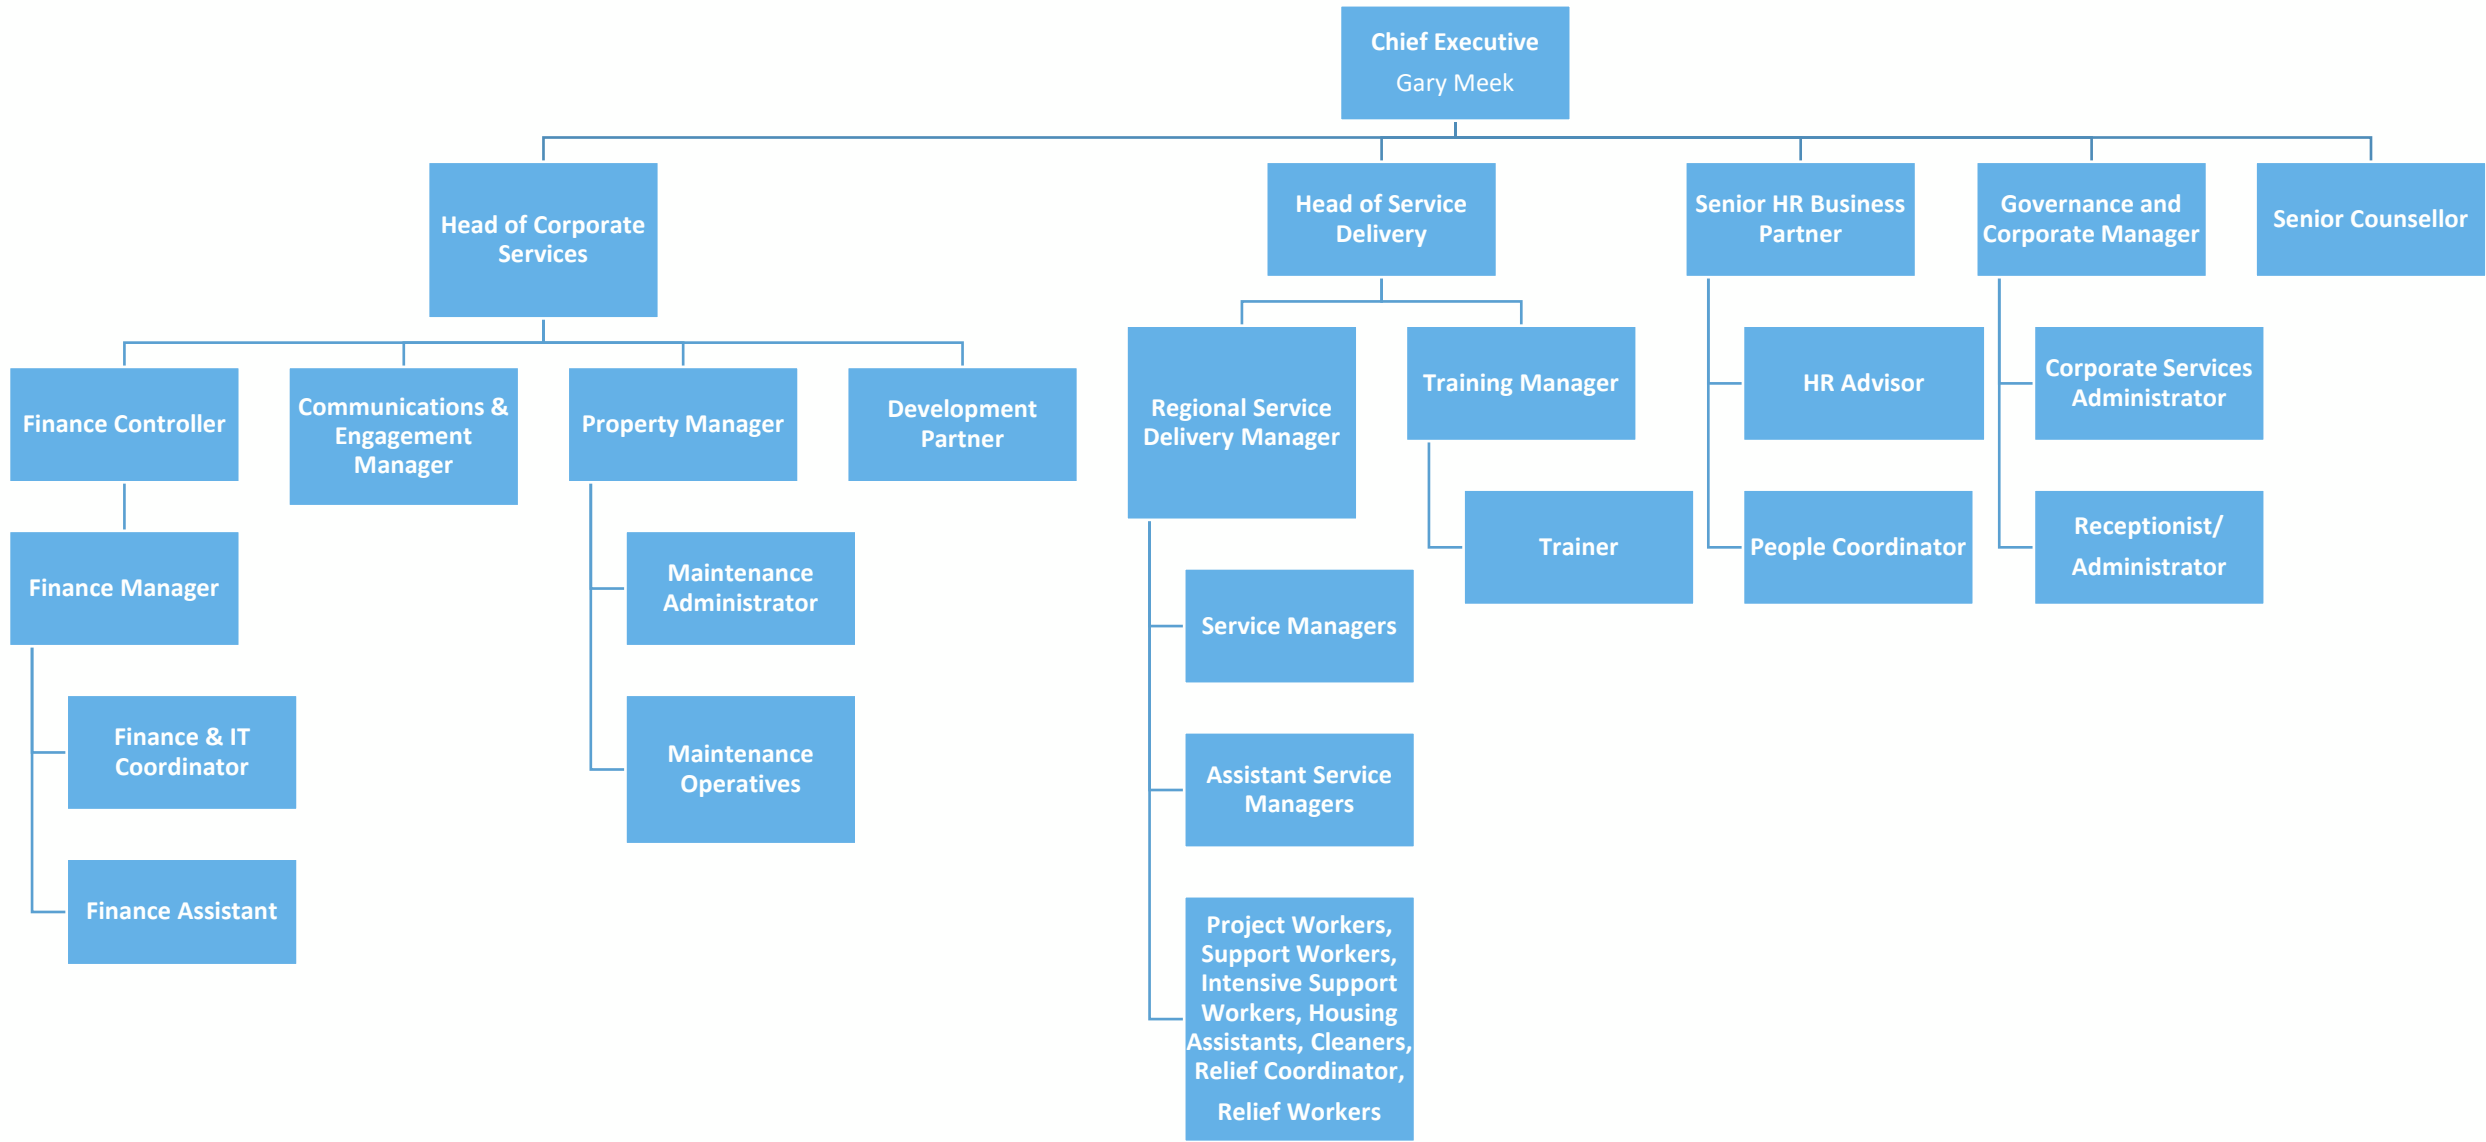 Chief Executive
Gary Meek
Head of Corporate
Services
Head of Service
Delivery
Senior HR Business
Partner
Governance and
Corporate Manager
Senior Counsellor
Finance Controller
Communications &
Engagement
Manager
Property Manager
Development
Partner
Regional Service
Delivery Manager
Training Manager
HR Advisor
Corporate Services
Administrator
Finance Manager
Maintenance
Administrator
Service Managers
Trainer
People Coordinator
Receptionist/
Administrator
Finance & IT
Coordinator
Maintenance
Operatives
Assistant Service
Managers
Finance Assistant
Project Workers,
Support Workers,
Intensive Support
Workers, Housing
Assistants, Cleaners,
Relief Coordinator,
Relief Workers